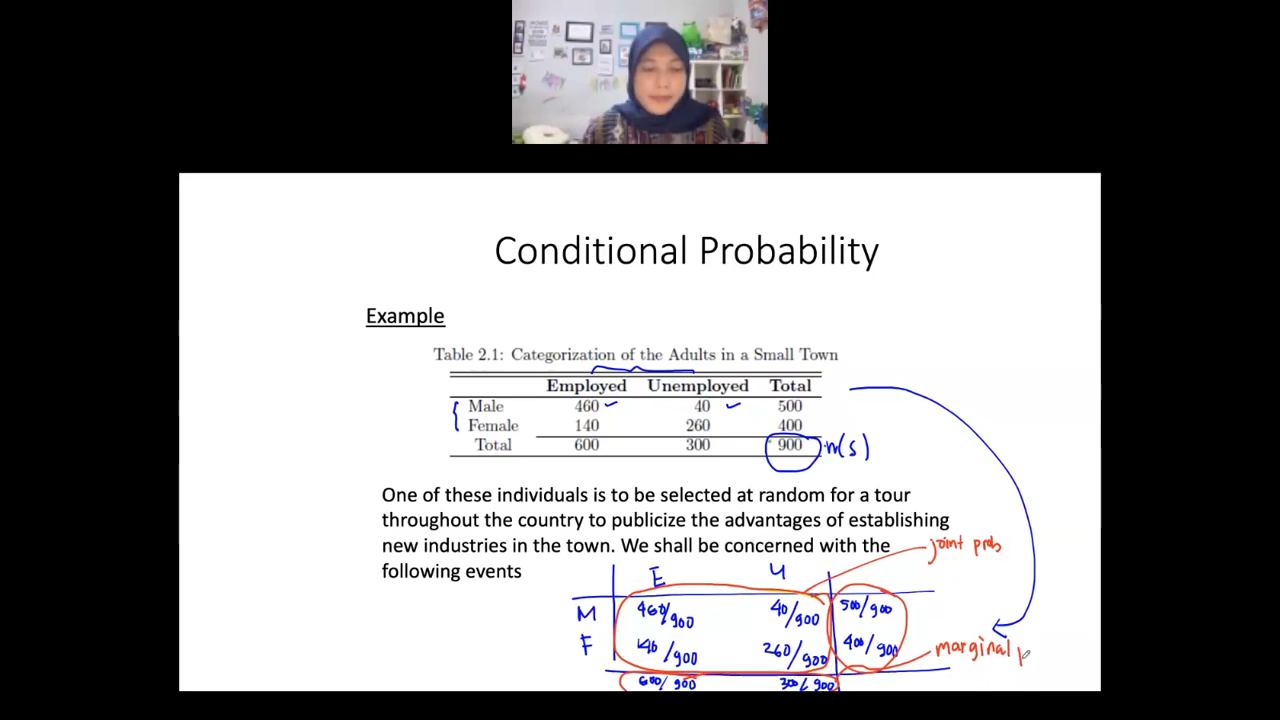 Conditional Probability
Example
Table 2.1: Categorization of the Adults in a Small Town
Employed Unemployed Total
Male 460 40 500
Female 140 260 400
Total 600 300 900 n(s)
One of these individuals is to be selected at random for a tour
throughout the country to publicize the advantages of establishing
new industries in the town. We shall be concerned with the
following events
joint prob
E U
M 460/900 40/900 500/900
F 140/900 260/900 400/900
marginal p
600/900 300/900